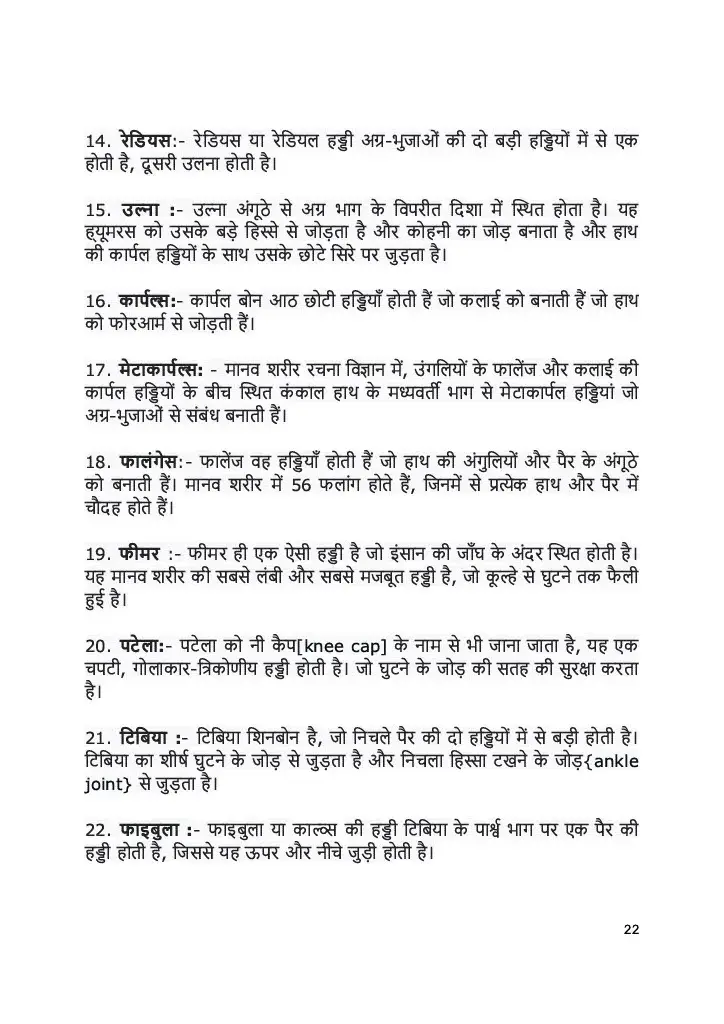 14. रेडियस:- रेडियस या रेडियल हड्डी अग्र-भुजाओं की दो बड़ी हड्डियों में से एक
होती है, दूसरी उलना होती है।
15. उल्ना :- उल्ना अंगूठे से अग्र भाग के विपरीत दिशा में स्थित होता है। यह
ह्यूमरस को उसके बड़े हिस्से से जोड़ता है और कोहनी का जोड़ बनाता है और हाथ
की कार्पल हड्डियों के साथ उसके छोटे सिरे पर जुड़ता है।
16. कार्पल्स:- कार्पल बोन आठ छोटी हड्डियाँ होती हैं जो कलाई को बनाती हैं जो हाथ
को फोरआर्म से जोड़ती हैं।
17. मेटाकार्पल्स: - मानव शरीर रचना विज्ञान में, उंगलियों के फालेंज और कलाई की
कार्पल हड्डियों के बीच स्थित कंकाल हाथ के मध्यवर्ती भाग से मेटाकार्पल हड्डियां जो
अग्र-भुजाओं से संबंध बनाती हैं।
18. फालंगेस:- फालेंज वह हड्डियाँ होती हैं जो हाथ की अंगुलियों और पैर के अंगूठे
को बनाती हैं। मानव शरीर में 56 फलांग होते हैं, जिनमें से प्रत्येक हाथ और पैर में
चौदह होते हैं।
19. फीमर :- फीमर ही एक ऐसी हड्डी है जो इंसान की जाँघ के अंदर स्थित होती है।
यह मानव शरीर की सबसे लंबी और सबसे मजबूत हड्डी है, जो कूल्हे से घुटने तक फैली
हुई है।
20. पटेला:- पटेला को नी कैप[knee cap] के नाम से भी जाना जाता है, यह एक
चपटी, गोलाकार-त्रिकोणीय हड्डी होती है। जो घुटने के जोड़ की सतह की सुरक्षा करता
है।
21. टिबिया :- टिबिया शिनबोन है, जो निचले पैर की दो हड्डियों में से बड़ी होती है।
टिबिया का शीर्ष घुटने के जोड़ से जुड़ता है और निचला हिस्सा टखने के जोड़{ankle
joint} से जुड़ता है।
22. फाइबुला :- फाइबुला या काल्व्स की हड्डी टिबिया के पार्श्व भाग पर एक पैर की
हड्डी होती है, जिससे यह ऊपर और नीचे जुड़ी होती है।
22